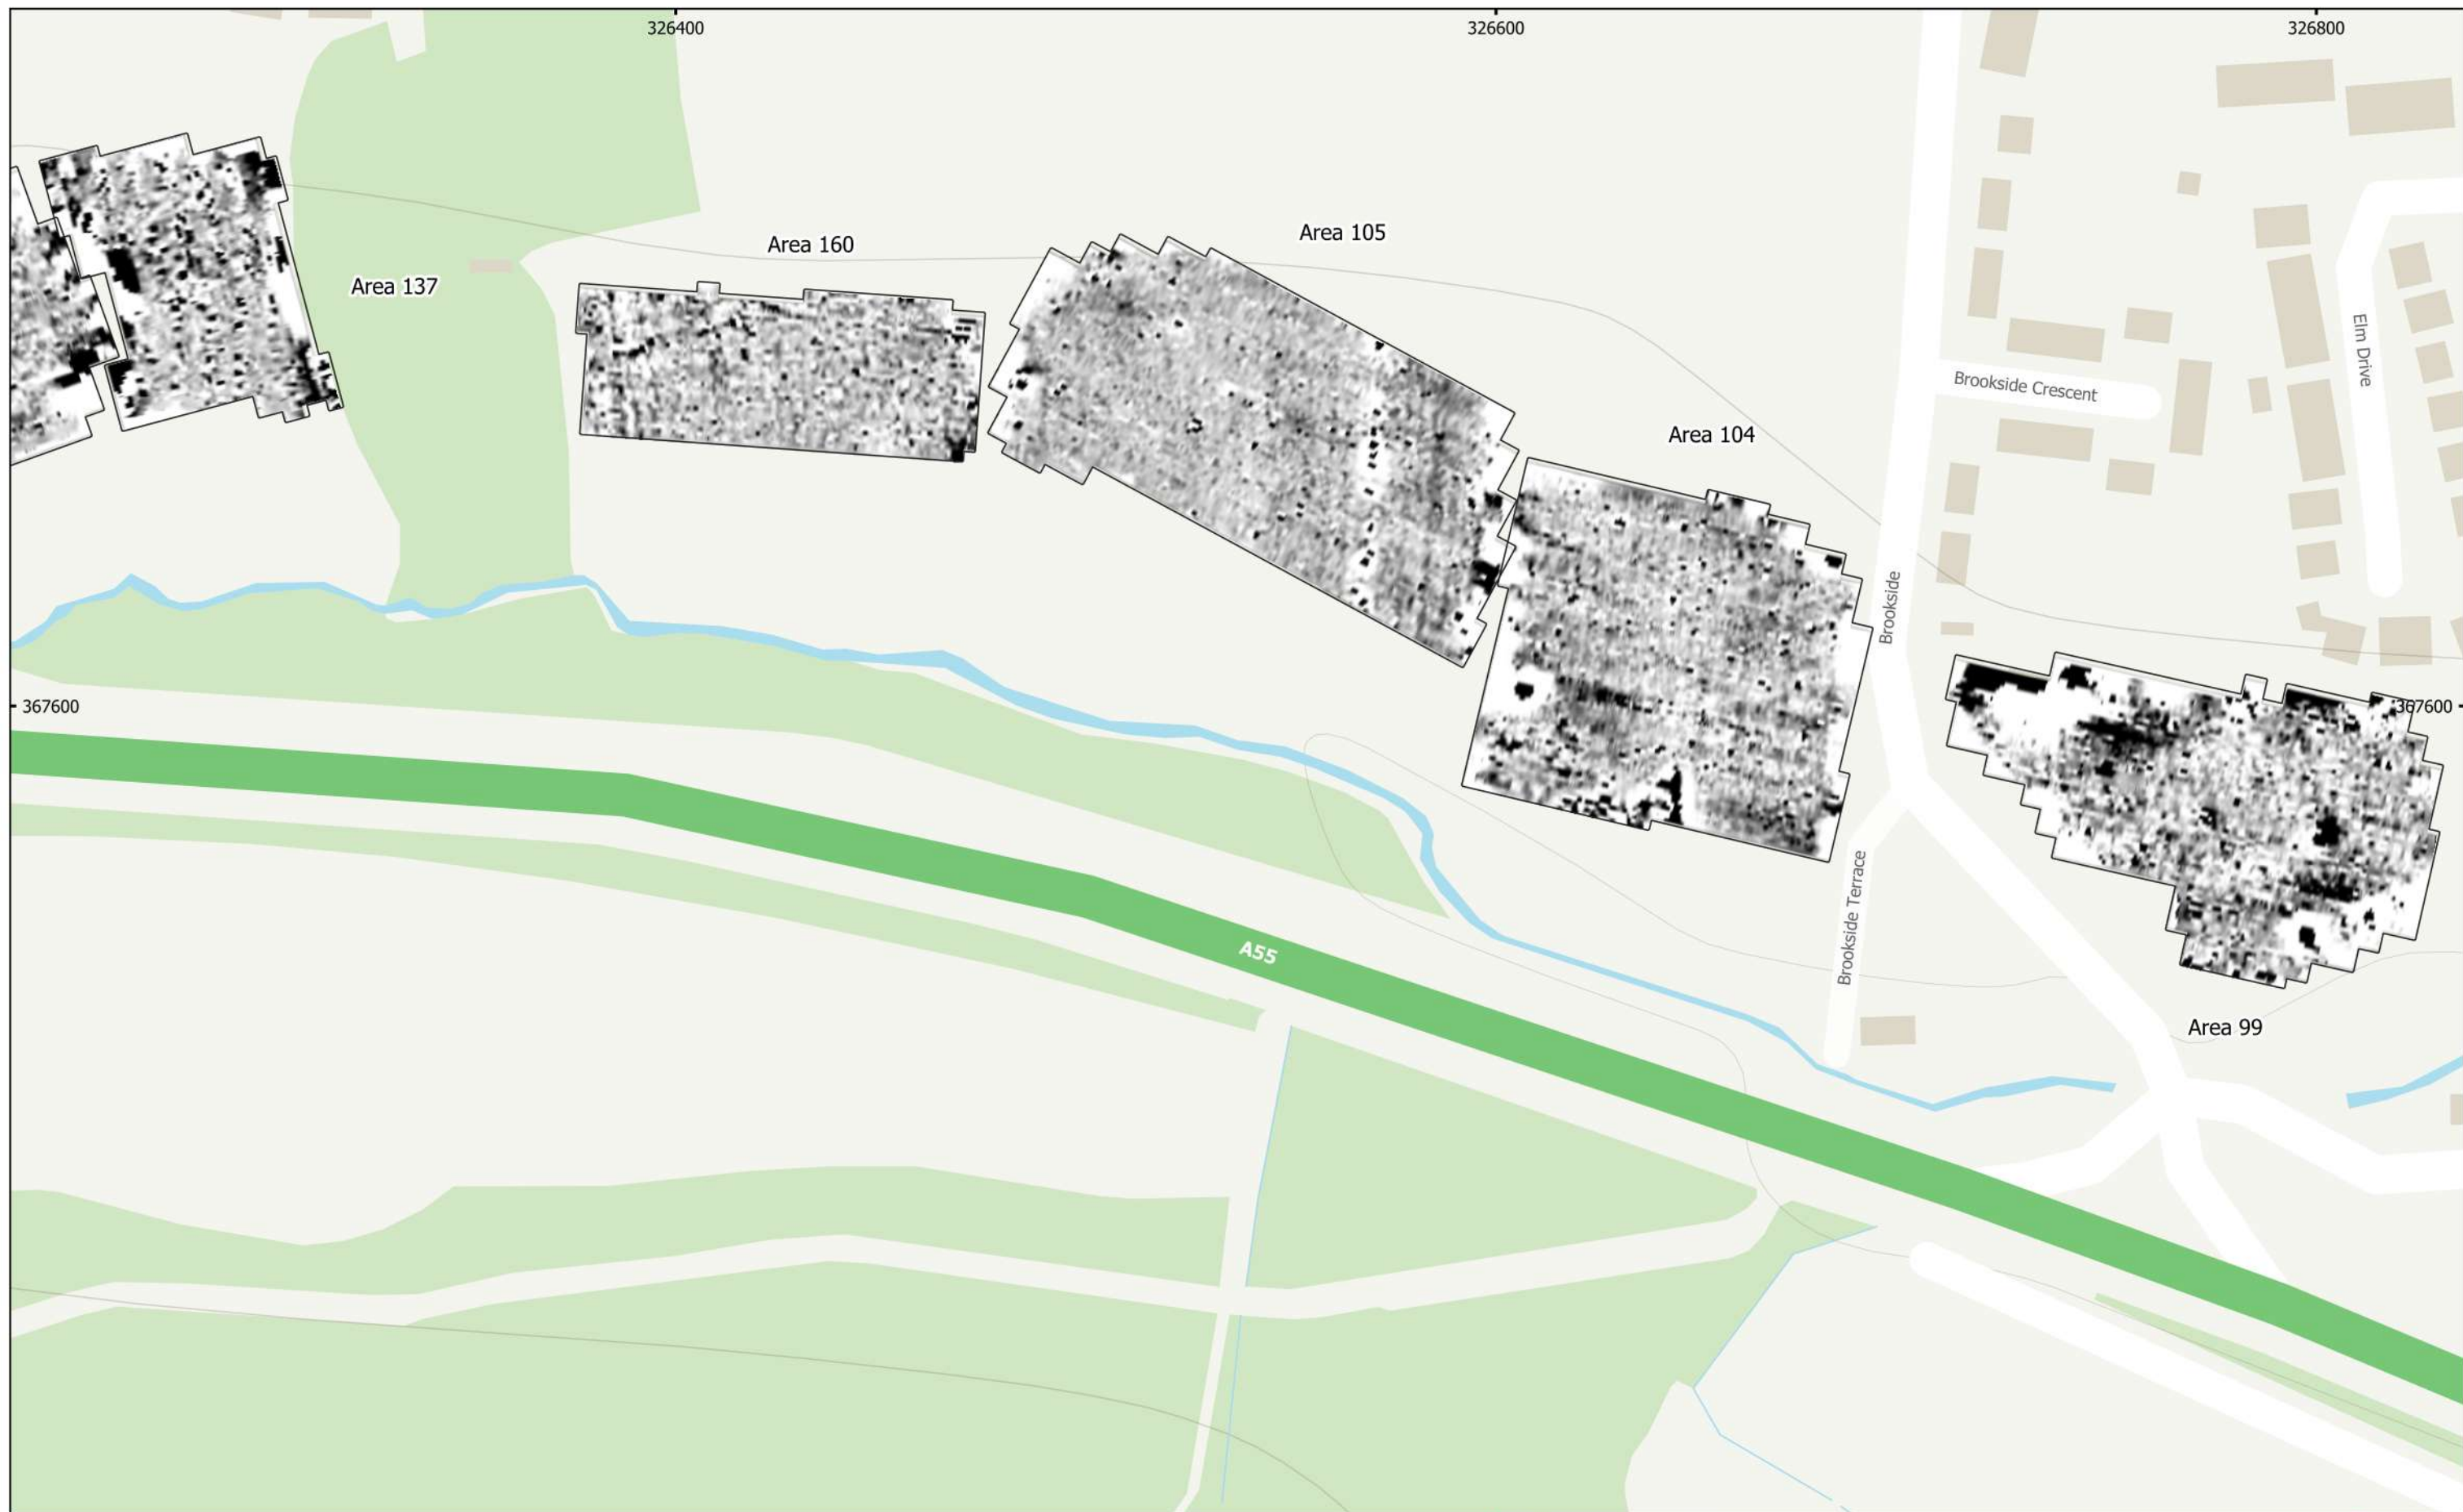 326400
326600
326800
Area 105
Area 160
Area 137
Elm Drive
Brookside Crescent
Area 104
Brookside
367600
367600
Brookside Terrace
A55
Area 99